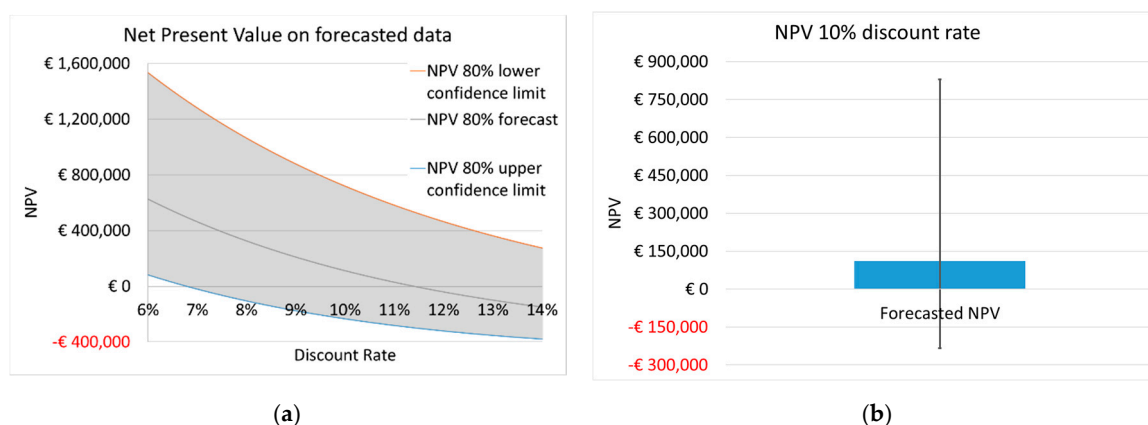 Net Present Value on forecasted data
€ 1,600,000
€ 1,200,000
€ 800,000
€ 400,000
€ 0
-€ 400,000
NPV
NPV 80% lower
confidence limit
NPV 80% forecast
NPV 80% upper
confidence limit
6% 7% 8% 9% 10% 11% 12% 13% 14%
Discount Rate
(a)
NPV 10% discount rate
€ 900,000
€ 750,000
€ 600,000
€ 450,000
€ 300,000
€ 150,000
€ 0
-€ 150,000
-€ 300,000
NPV
Forecasted NPV
(b)